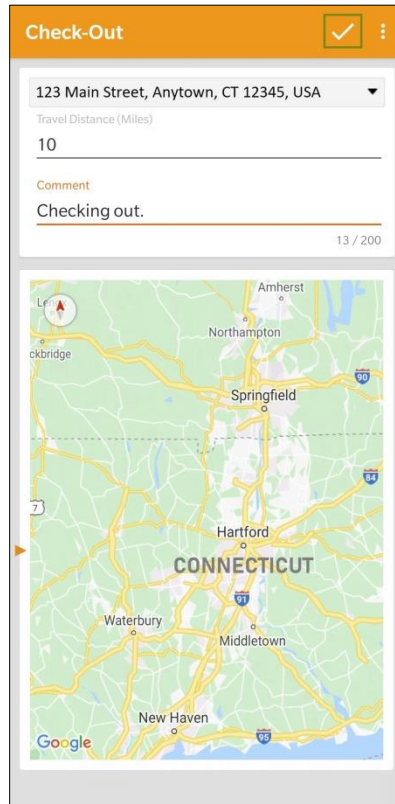 Check-Out
123 Main Street, Anytown, CT 12345, USA
Travel Distance (Miles)
10
Comment
Checking out.
13 / 200
Amherst
Northampton
ckbridge
90
Springfield
84
7
Hartford
CONNECTICUT
91
Waterbury
Middletown
New Haven
95
Google